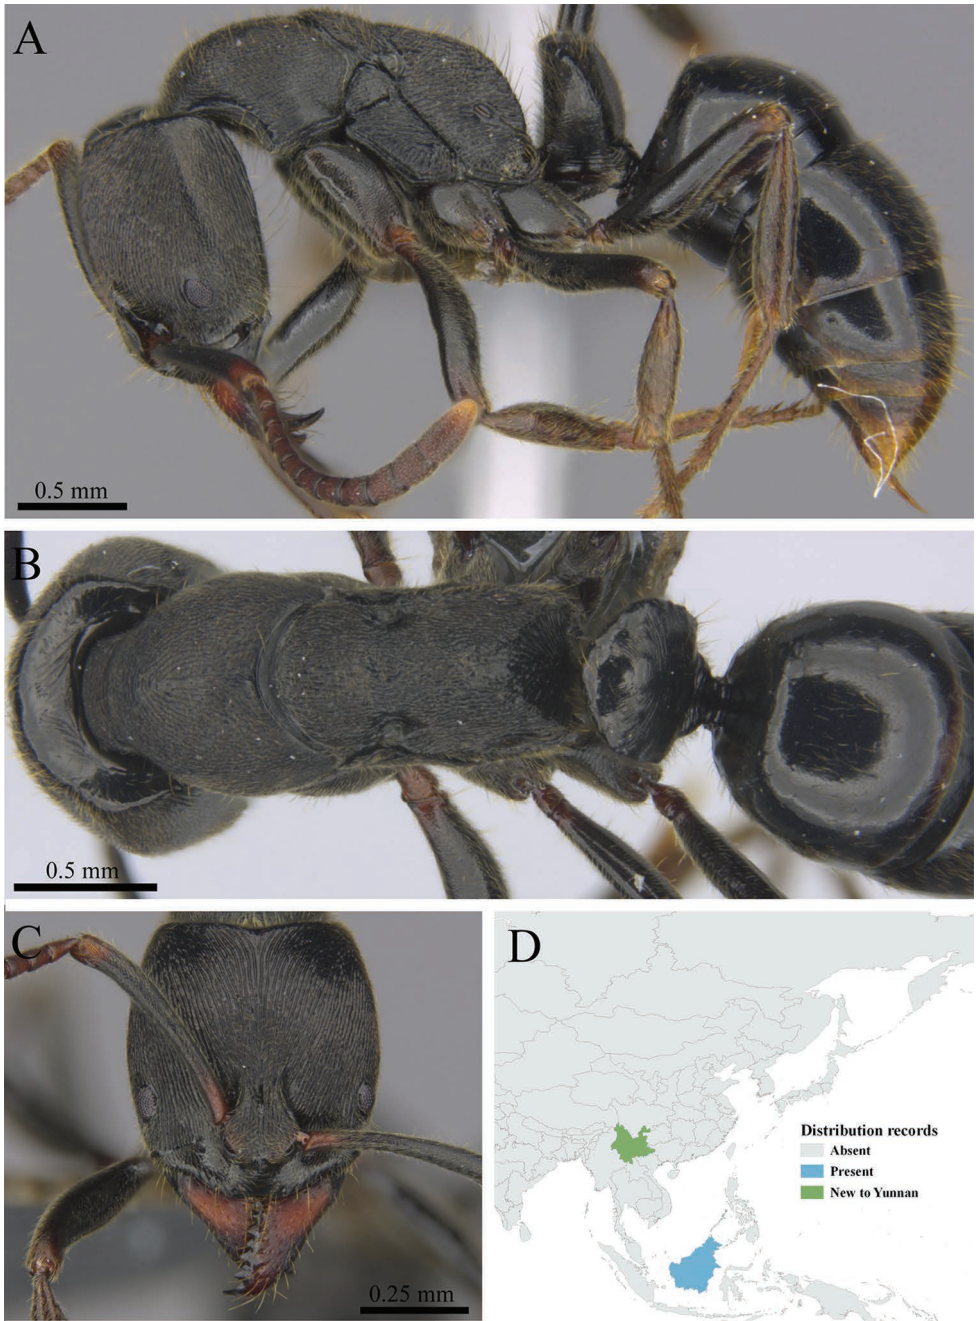 A
0.5 mm
B
0.5 mm
C
0.25 mm
D
Distribution records
Absent
Present
New to Yunnan